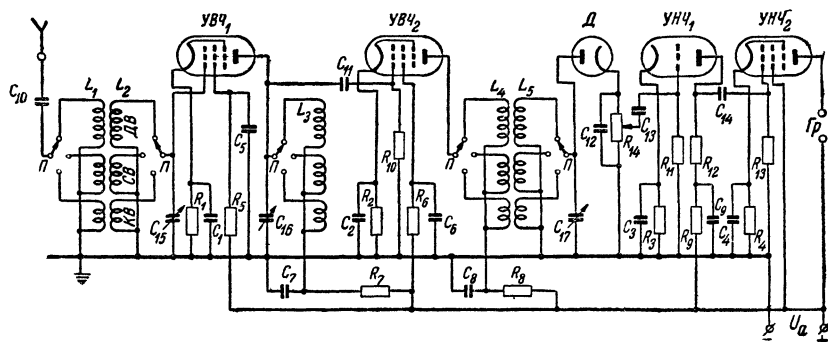 УВЧ₁ УВЧ₂ Д УНЧ₁ УНЧ₂
C₁₀ L₁ L₂ C₁₁ L₃ L₄ L₅
П ДВ П C₅ П R₁₀ П П C₁₂ R₁₄ C₁₃ C₁₄ Гр
СВ R₁₁ R₁₂ R₁₃
КВ C₁₅ R₁ C₁ R₅ C₁₆ C₂ R₂ R₆ C₆ C₁₇ C₃ R₃ R₉ C₉ C₄ R₄
C₇ R₇ C₈ R₈ Uₐ